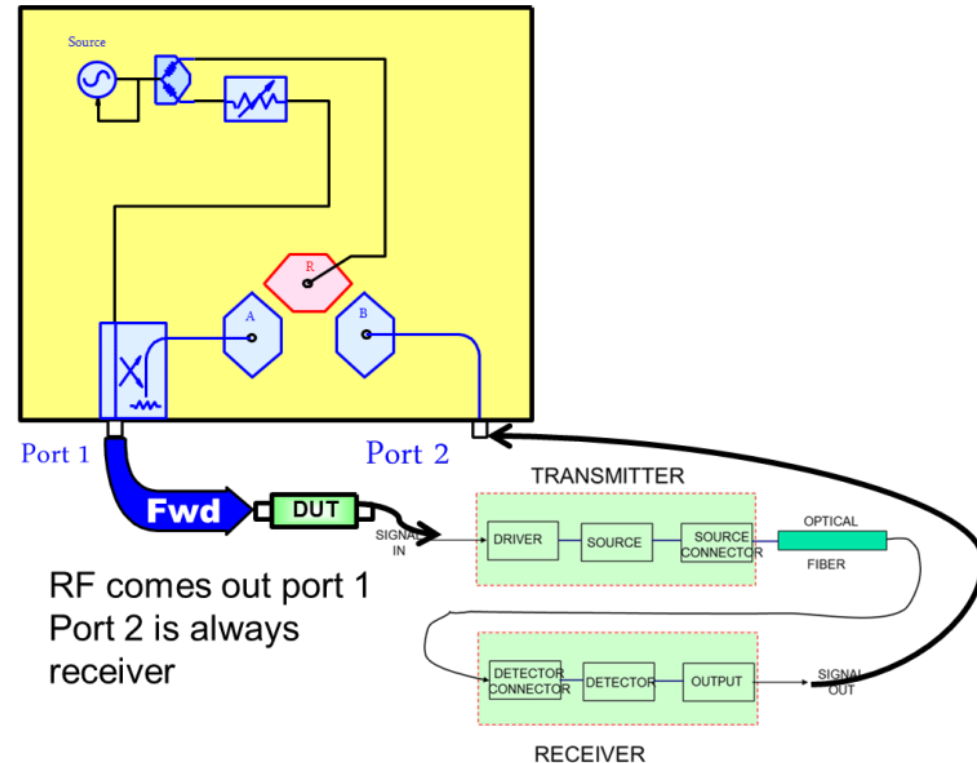 Source
R
A
B
Port 1
Port 2
Fwd
DUT
TRANSMITTER
SIGNAL
IN
DRIVER
SOURCE
SOURCE
CONNECTOR
OPTICAL
FIBER
RF comes out port 1
Port 2 is always
receiver
DETECTOR
CONNECTOR
DETECTOR
OUTPUT
SIGNAL
OUT
RECEIVER